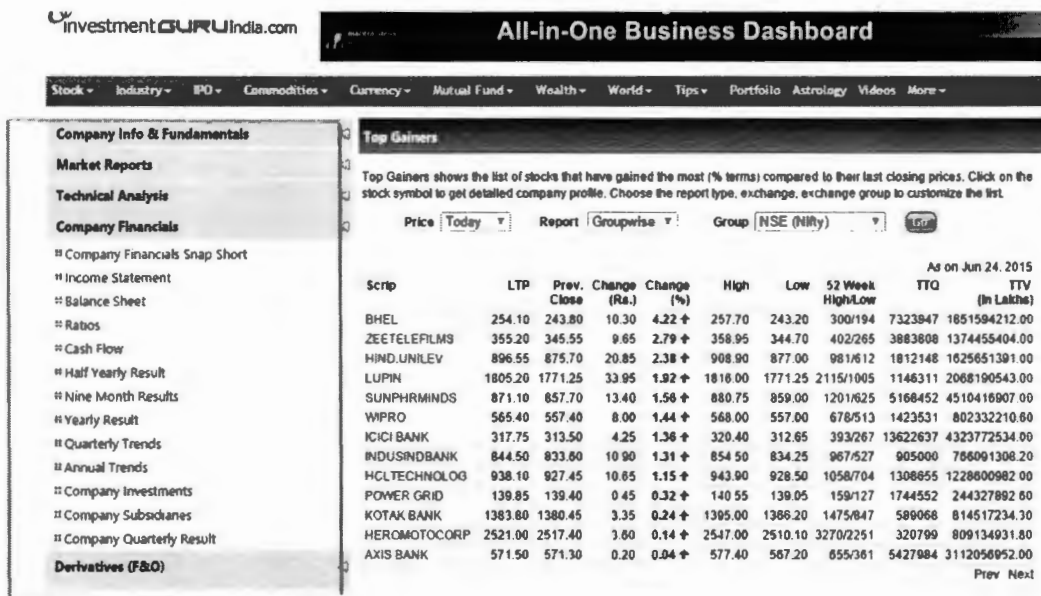 investmentGURUindia.com
All-in-One Business Dashboard
Stock Industry IPO Commodities Currency Mutual Fund Wealth World Tips Portfolio Astrology Videos More
Company Info & Fundamentals
Market Reports
Technical Analysis
Company Financials
Company Financials Snap Short
Income Statement
Balance Sheet
Ratios
Cash Flow
Half Yearly Result
Nine Month Results
Yearly Result
Quarterly Trends
Annual Trends
Company Investments
Company Subsidiaries
Company Quarterly Result
Derivatives (F&O)
Top Gainers
Top Gainers shows the list of stocks that have gained the most (% terms) compared to their last closing prices. Click on the
stock symbol to get detailed company profile. Choose the report type, exchange, exchange group to customize the list.
Price Today Report Groupwise Group NSE (Nifty) Go
As on Jun 24, 2015
Scrip LTP Prev. Close Change (Rs.) Change (%) High Low 52 Week High/Low TTQ TTV (In Lakhs)
BHEL 254.10 243.80 10.30 4.22 ↑ 257.70 243.20 300/194 7323947 1851594212.00
ZEETELEFILMS 355.20 345.55 9.65 2.79 ↑ 358.95 344.70 402/265 3883808 1374455404.00
HIND.UNILEV 896.55 875.70 20.85 2.38 ↑ 908.90 877.00 981/612 1812148 1625651391.00
LUPIN 1805.20 1771.25 33.95 1.92 ↑ 1816.00 1771.25 2115/1005 1146311 2068190543.00
SUNPHRMINDS 871.10 857.70 13.40 1.56 ↑ 880.75 859.00 1201/625 5168452 4510416907.00
WIPRO 565.40 557.40 8.00 1.44 ↑ 568.00 557.00 678/513 1423531 802332210.60
ICICI BANK 317.75 313.50 4.25 1.36 ↑ 320.40 312.65 393/267 13622637 4323772534.00
INDUSINDBANK 844.50 833.60 10.90 1.31 ↑ 854.50 834.25 967/527 905000 766091308.20
HCLTECHNOLOG 938.10 927.45 10.65 1.15 ↑ 943.90 928.50 1058/704 1308655 1228600982.00
POWER GRID 139.85 139.40 0.45 0.32 ↑ 140.55 139.05 159/127 1744552 244327892.60
KOTAK BANK 1383.80 1380.45 3.35 0.24 ↑ 1395.00 1366.20 1475/847 589068 814517234.30
HEROMOTOCORP 2521.00 2517.40 3.60 0.14 ↑ 2547.00 2510.10 3270/2251 320799 809134931.80
AXIS BANK 571.50 571.30 0.20 0.04 ↑ 577.40 567.20 655/361 5427984 3112056952.00
Prev Next